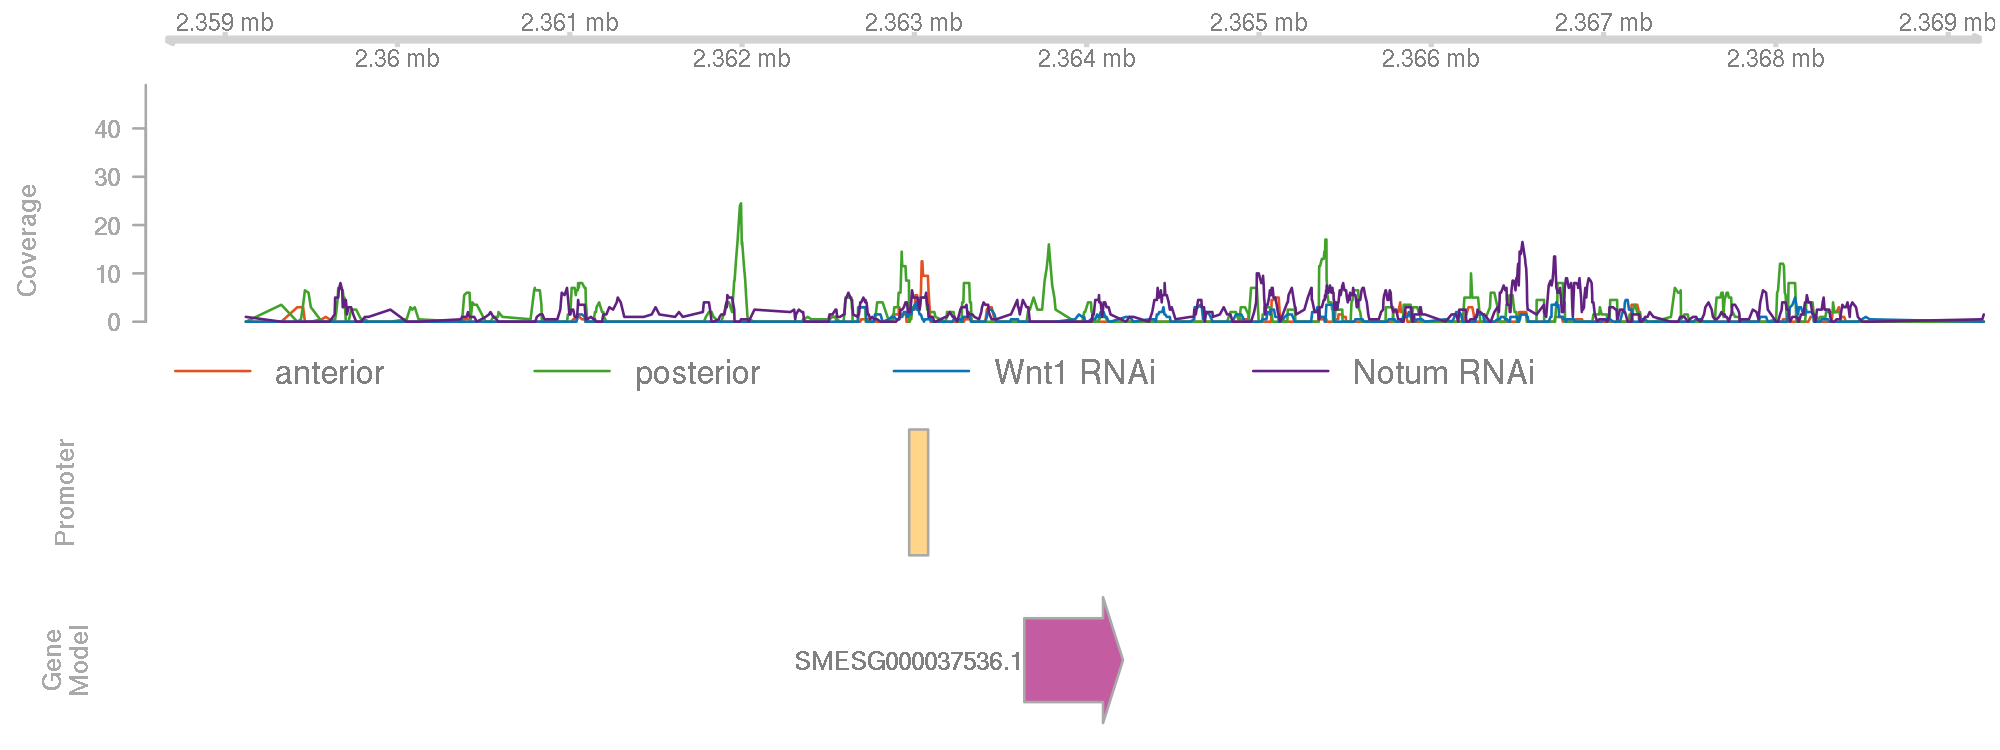 2.359 mb 2.361 mb 2.363 mb 2.365 mb 2.367 mb 2.369 mb
2.36 mb 2.362 mb 2.364 mb 2.366 mb 2.368 mb
Coverage
40
30
20
10
0
anterior posterior Wnt1 RNAi Notum RNAi
Promoter
Gene
Model
SMESG000037536.1